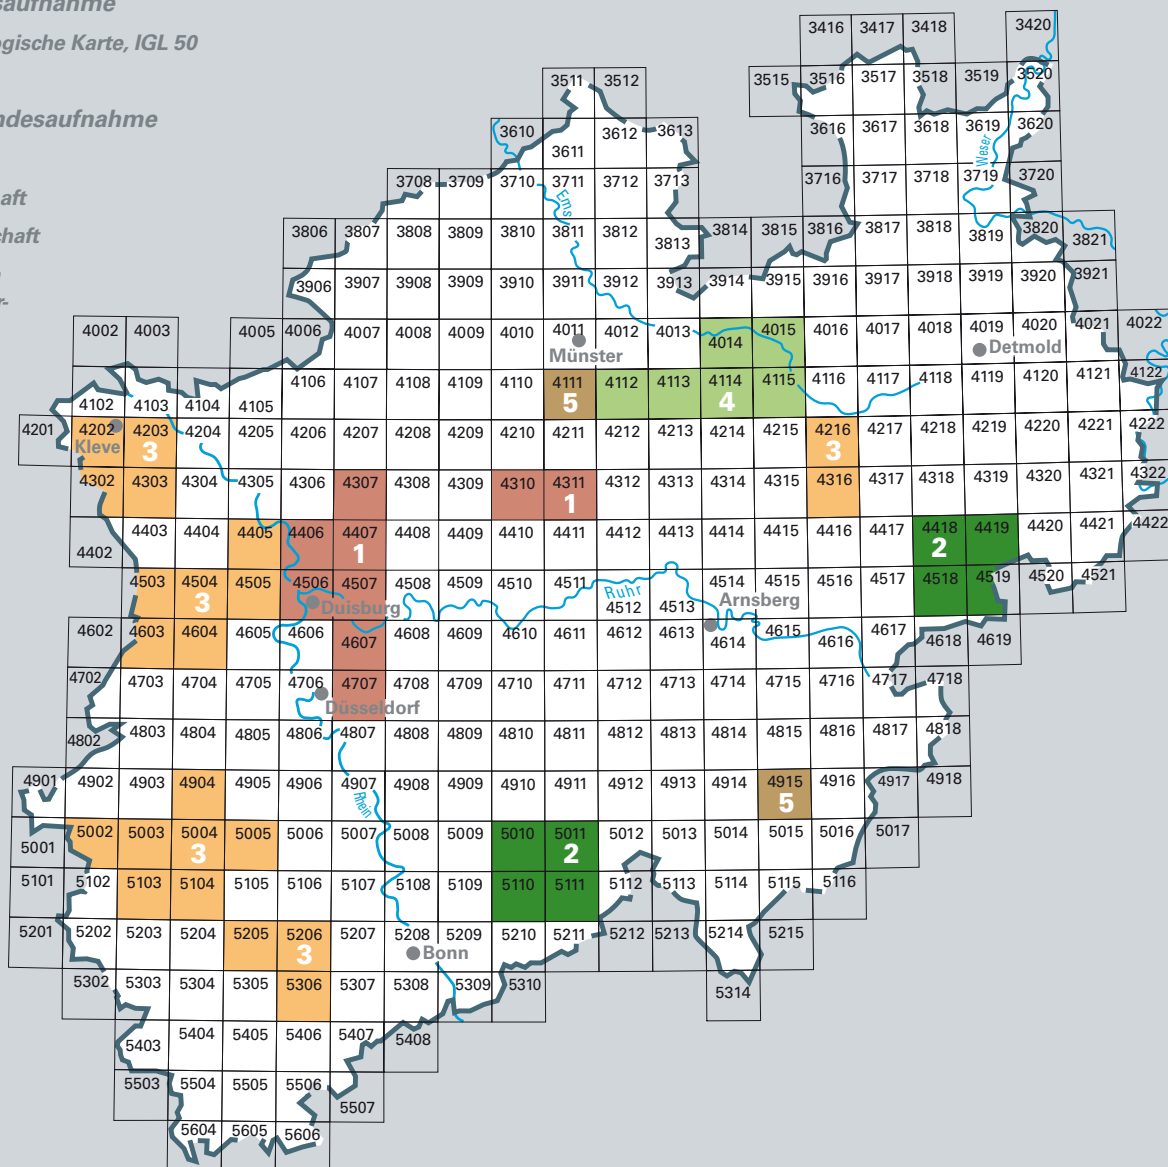 saufnahme
gische Karte, IGL 50
ndesaufnahme
aft
haft
r-
3416 3417 3418 3420
3511 3512 3515 3516 3517 3518 3519 3520
3610 3611 3612 3613 3616 3617 3618 3619 3620
Weser
3708 3709 3710 3711 3712 3713 3716 3717 3718 3719 3720
Ems
3806 3807 3808 3809 3810 3811 3812 3813 3814 3815 3816 3817 3818 3819 3820 3821
3906 3907 3908 3909 3910 3911 3912 3913 3914 3915 3916 3917 3918 3919 3920 3921
4002 4003 4005 4006 4007 4008 4009 4010 4011 4012 4013 4014 4015 4016 4017 4018 4019 4020 4021 4022
Münster Detmold
4102 4103 4104 4105 4106 4107 4108 4109 4110 4111 4112 4113 4114 4115 4116 4117 4118 4119 4120 4121 4122
5 4
4201 4202 4203 4204 4205 4206 4207 4208 4209 4210 4211 4212 4213 4214 4215 4216 4217 4218 4219 4220 4221 4222
Kleve 3 3
4302 4303 4304 4305 4306 4307 4308 4309 4310 4311 4312 4313 4314 4315 4316 4317 4318 4319 4320 4321 4322
1
4402 4403 4404 4405 4406 4407 4408 4409 4410 4411 4412 4413 4414 4415 4416 4417 4418 4419 4420 4421 4422
1 2
4503 4504 4505 4506 4507 4508 4509 4510 4511 4512 4513 4514 4515 4516 4517 4518 4519 4520 4521
3 Duisburg Ruhr Arnsberg
4602 4603 4604 4605 4606 4607 4608 4609 4610 4611 4612 4613 4614 4615 4616 4617 4618 4619
4702 4703 4704 4705 4706 4707 4708 4709 4710 4711 4712 4713 4714 4715 4716 4717 4718
Düsseldorf
4802 4803 4804 4805 4806 4807 4808 4809 4810 4811 4812 4813 4814 4815 4816 4817 4818
4901 4902 4903 4904 4905 4906 4907 4908 4909 4910 4911 4912 4913 4914 4915 4916 4917 4918
Rhein 5
5001 5002 5003 5004 5005 5006 5007 5008 5009 5010 5011 5012 5013 5014 5015 5016 5017
3 2
5101 5102 5103 5104 5105 5106 5107 5108 5109 5110 5111 5112 5113 5114 5115 5116
5201 5202 5203 5204 5205 5206 5207 5208 5209 5210 5211 5212 5213 5214 5215
3 Bonn
5302 5303 5304 5305 5306 5307 5308 5309 5310 5314
5403 5404 5405 5406 5407 5408
5503 5504 5505 5506 5507
5604 5605 5606